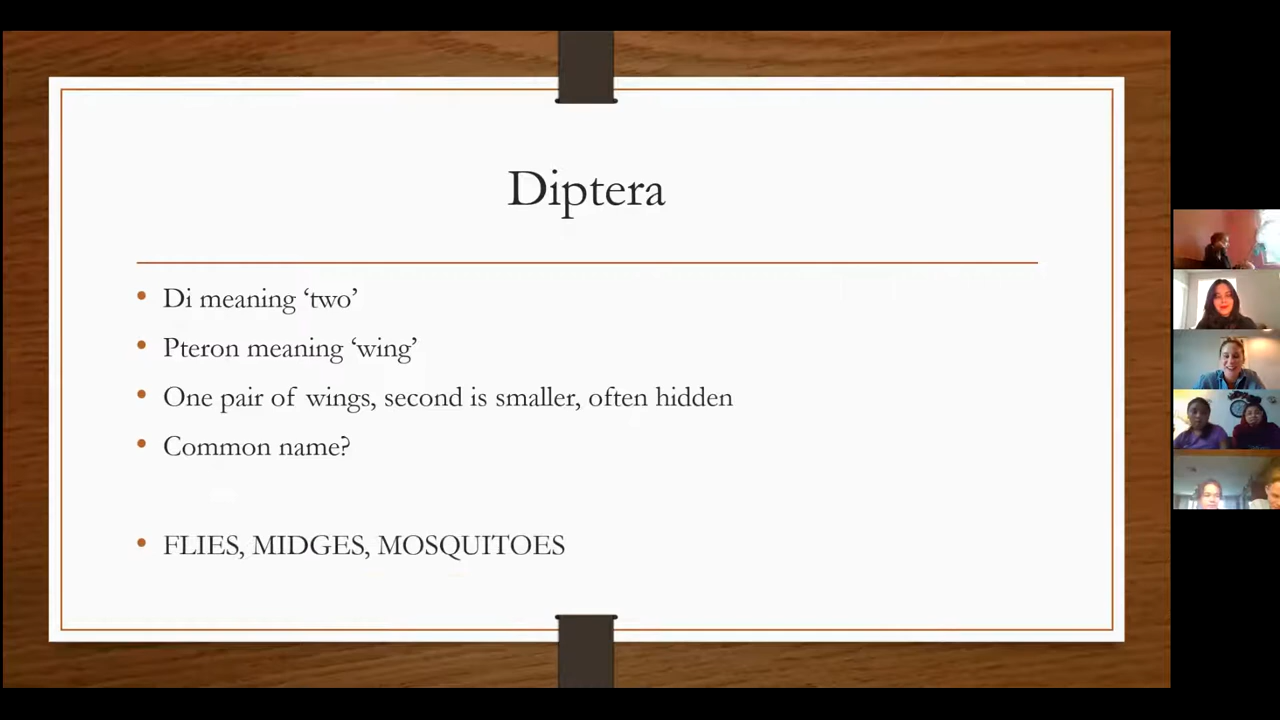 Diptera
Di meaning ‘two’
Pteron meaning ‘wing’
One pair of wings, second is smaller, often hidden
Common name?
FLIES, MIDGES, MOSQUITOES